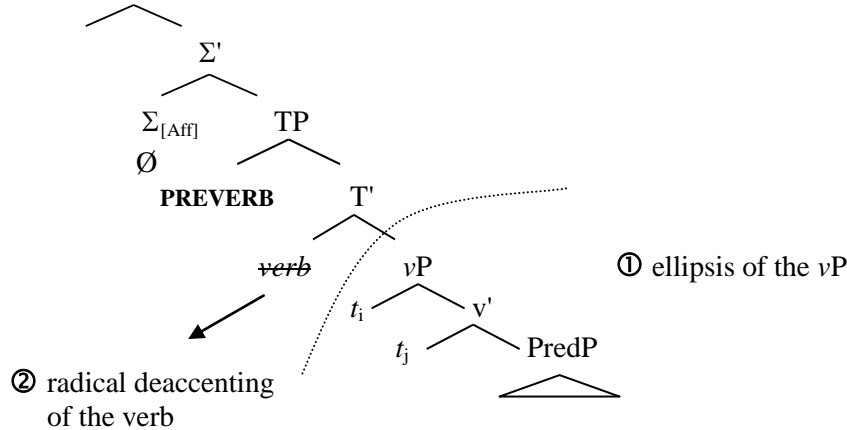 Σ'
Σ[Aff] TP
Ø
PREVERB T'
verb vP ① ellipsis of the vP
ti v'
tj PredP
② radical deaccenting
of the verb